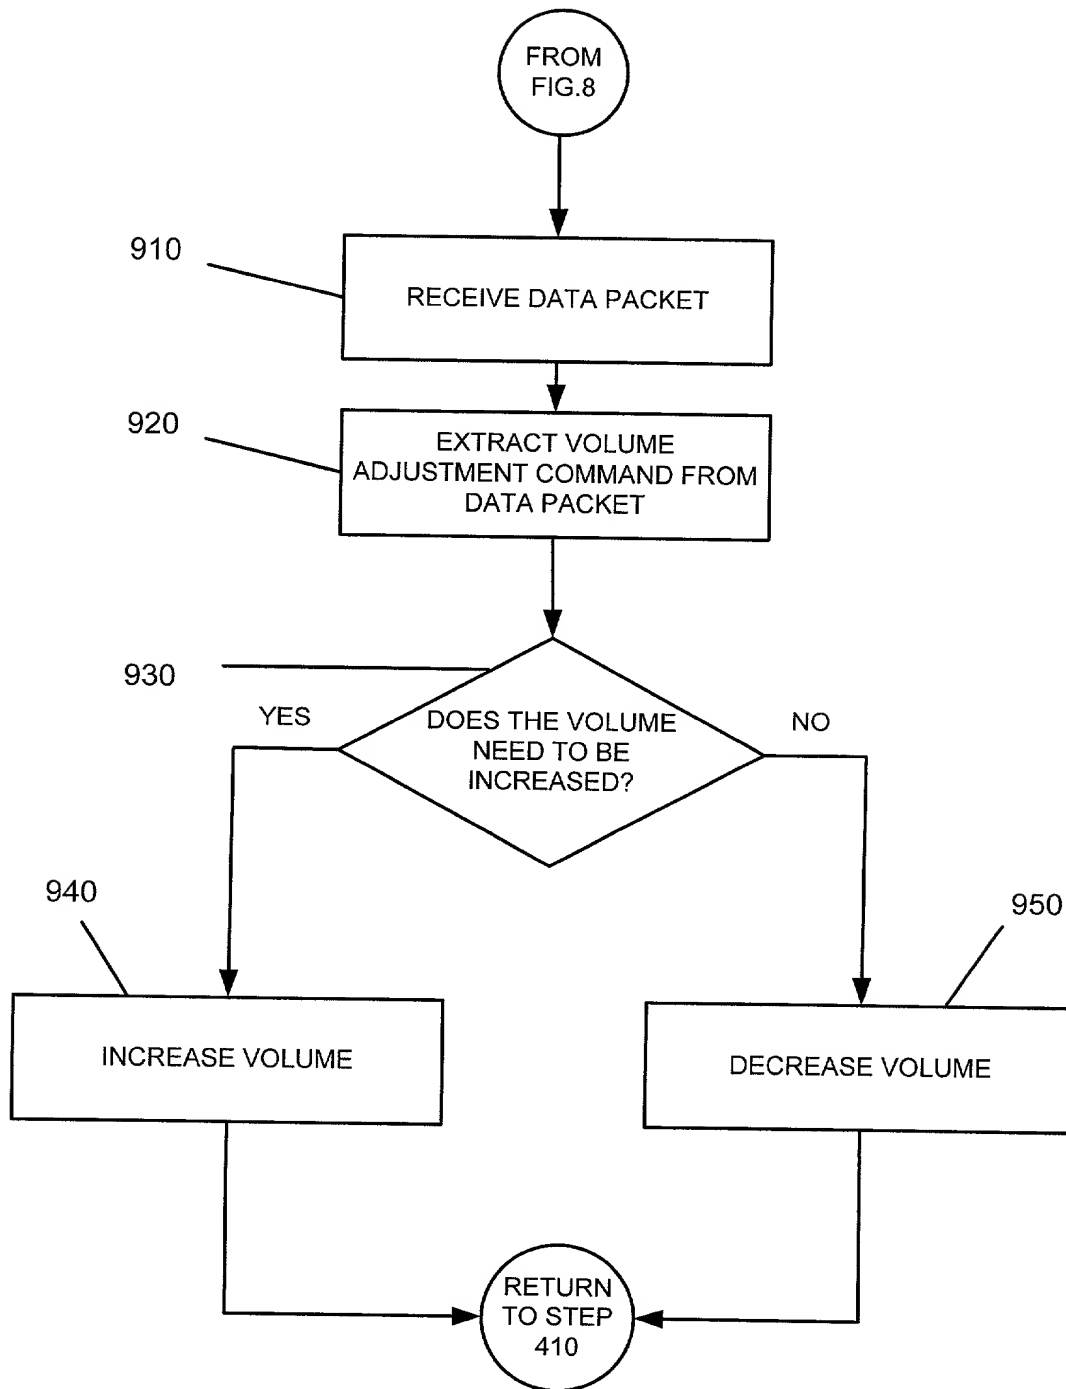 FROM
FIG.8
910
RECEIVE DATA PACKET
920
EXTRACT VOLUME
ADJUSTMENT COMMAND FROM
DATA PACKET
930
YES
DOES THE VOLUME
NEED TO BE
INCREASED?
NO
940
950
INCREASE VOLUME
DECREASE VOLUME
RETURN
TO STEP
410